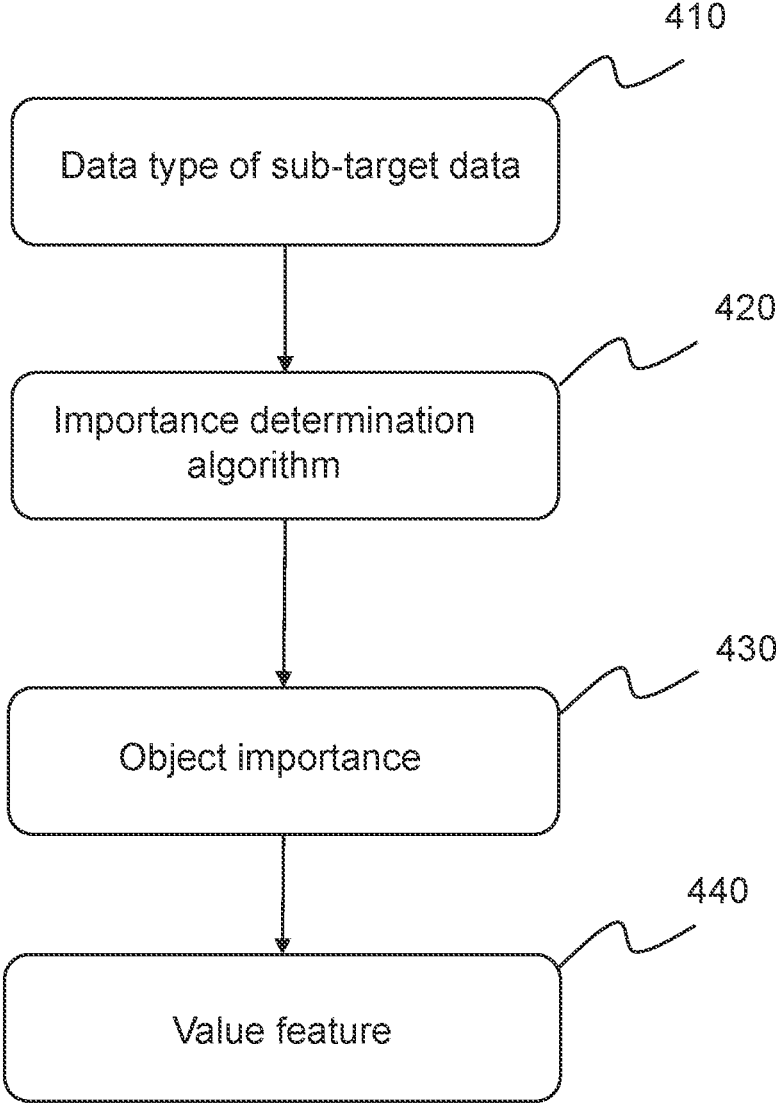 410
Data type of sub-target data
420
Importance determination
algorithm
430
Object importance
440
Value feature